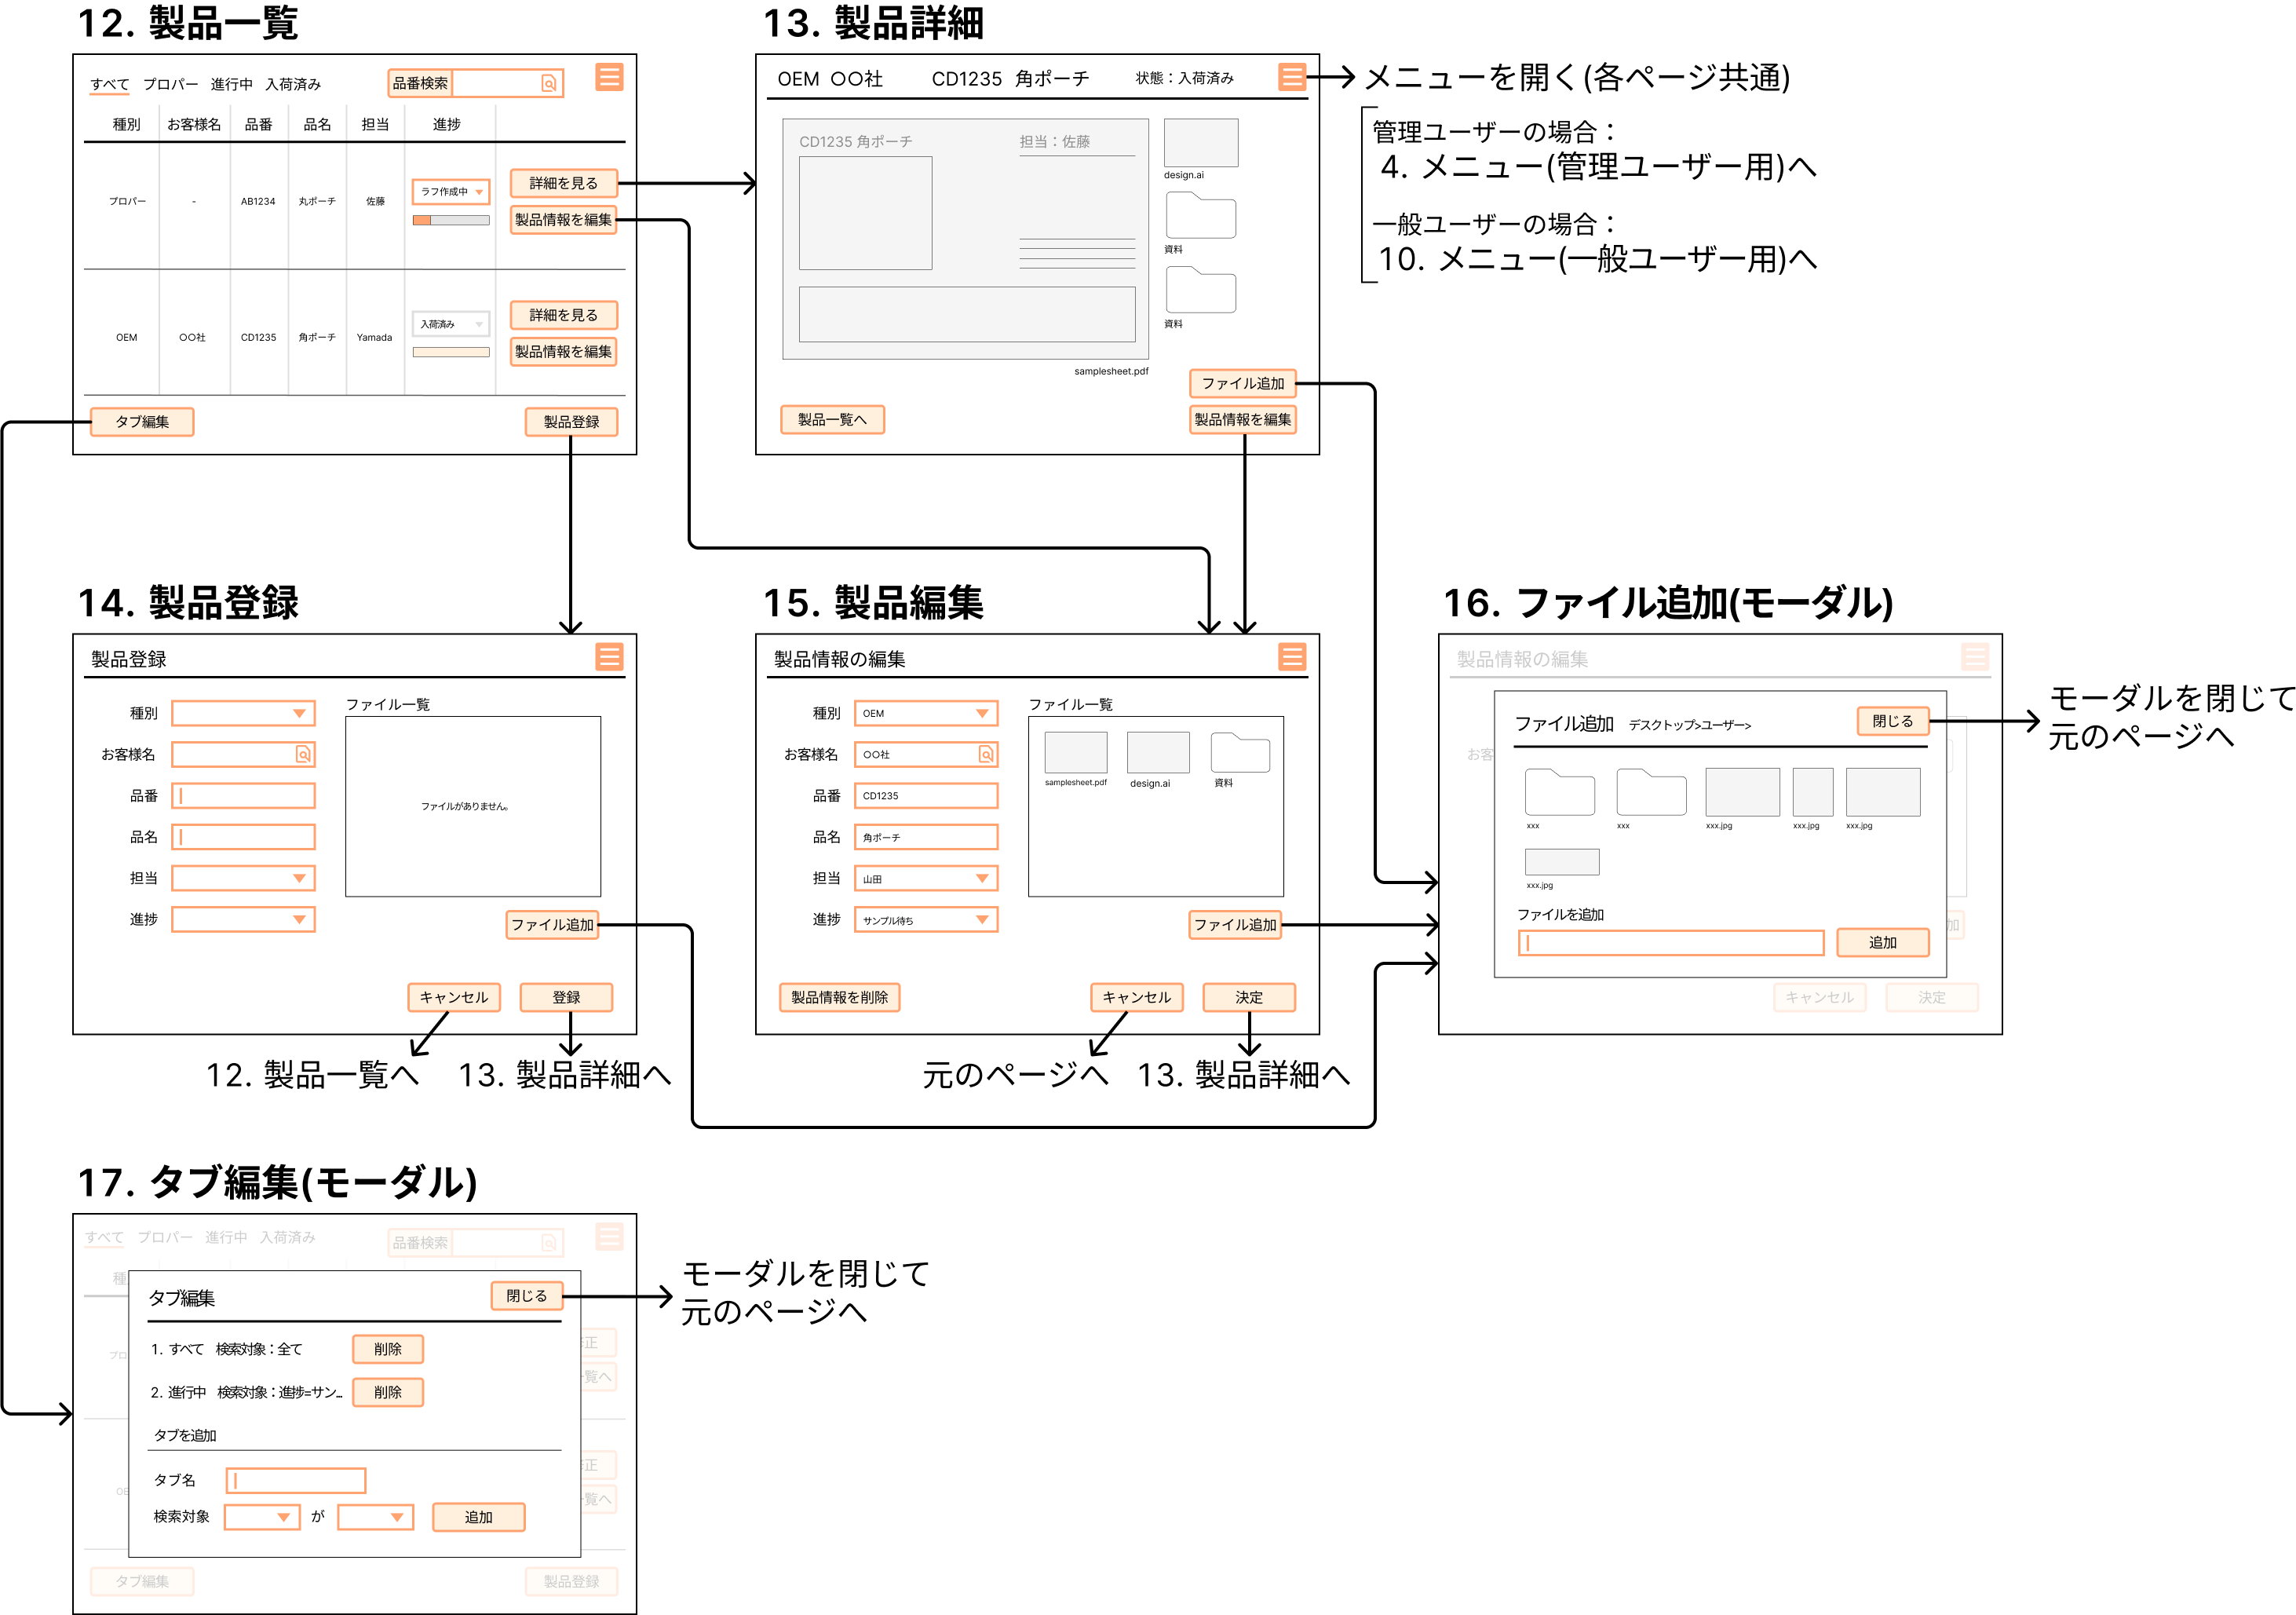 12. 製品一覧
すべて プロパー 進行中 入荷済み
品番検索
種別 お客様名 品番 品名 担当 進捗
プロパー - AB1234 丸ポーチ 佐藤 ラフ作成中
詳細を見る
製品情報を編集
OEM 〇〇社 CD1235 角ポーチ Yamada 入荷済み
詳細を見る
製品情報を編集
タブ編集
製品登録
13. 製品詳細
OEM 〇〇社 CD1235 角ポーチ 状態：入荷済み
CD1235 角ポーチ 担当：佐藤
design.ai
資料
資料
samplesheet.pdf
ファイル追加
製品一覧へ
製品情報を編集
メニューを開く(各ページ共通)
管理ユーザーの場合：
4. メニュー(管理ユーザー用)へ
一般ユーザーの場合：
10. メニュー(一般ユーザー用)へ
14. 製品登録
製品登録
種別
お客様名
品番
品名
担当
進捗
ファイル一覧
ファイルがありません。
ファイル追加
キャンセル
登録
12. 製品一覧へ
13. 製品詳細へ
15. 製品編集
製品情報の編集
種別 OEM
お客様名 〇〇社
品番 CD1235
品名 角ポーチ
担当 山田
進捗 サンプル待ち
ファイル一覧
samplesheet.pdf
design.ai
資料
ファイル追加
製品情報を削除
キャンセル
決定
元のページへ
13. 製品詳細へ
16. ファイル追加(モーダル)
製品情報の編集
お客
ファイル追加 デスクトップ>ユーザー>
閉じる
xxx
xxx
xxx.jpg
xxx.jpg
xxx.jpg
xxx.jpg
ファイルを追加
追加
加
キャンセル
決定
モーダルを閉じて
元のページへ
17. タブ編集(モーダル)
すべて プロパー 進行中 入荷済み
品番検索
種
タブ編集
閉じる
1. すべて 検索対象：全て
削除
2. 進行中 検索対象：進捗=サン...
削除
タブを追加
タブ名
検索対象
が
追加
プロ
OE
正
覧へ
正
覧へ
タブ編集
製品登録
モーダルを閉じて
元のページへ